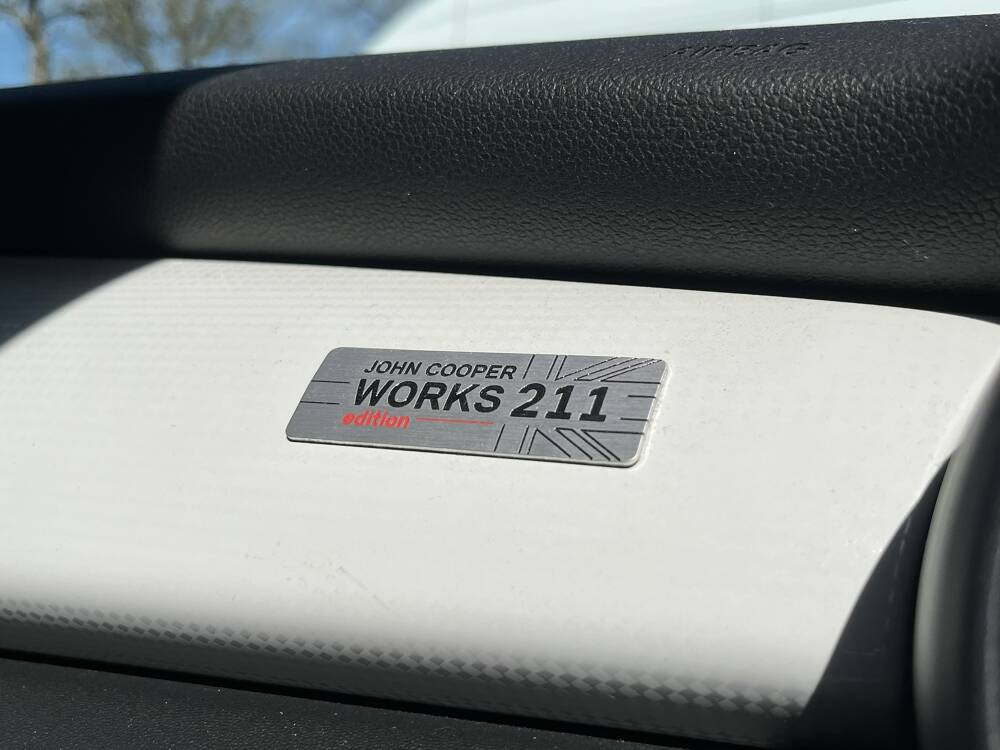 AIRBAG
JOHN COOPER
WORKS 211
edition